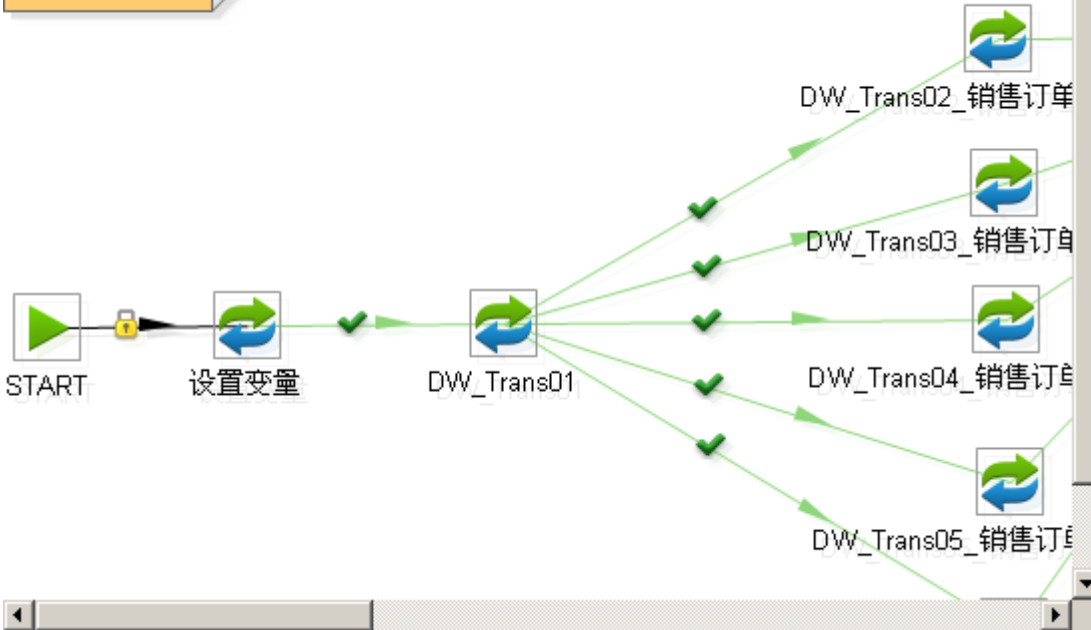 DW_Trans02_销售订单
DW_Trans03_销售订单
START
设置变量
DW_Trans01
DW_Trans04_销售订单
DW_Trans05_销售订单